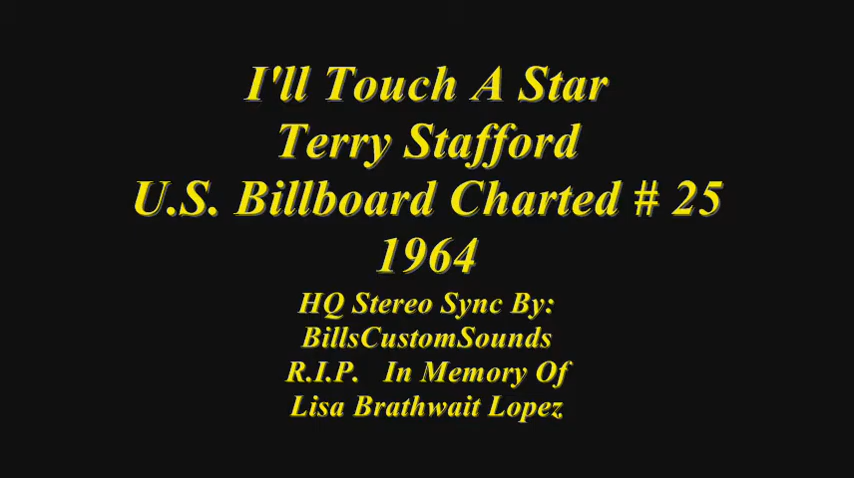 I'll Touch A Star
Terry Stafford
U.S. Billboard Charted # 25
1964
HQ Stereo Sync By:
BillsCustomSounds
R.I.P. In Memory Of
Lisa Brathwait Lopez